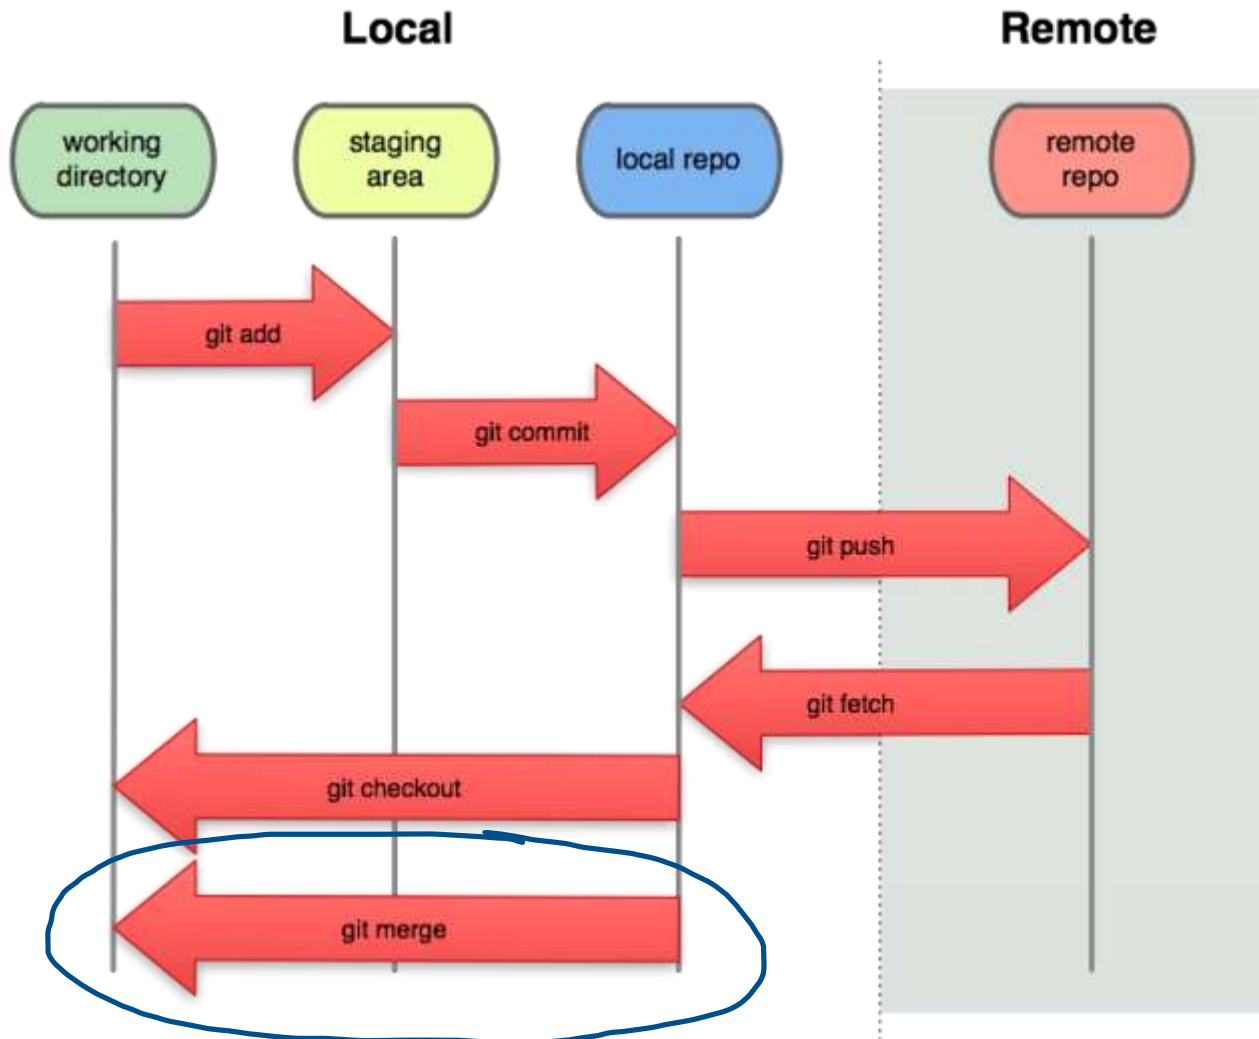 Local
Remote
working
directory
staging
area
local repo
remote
repo
git add
git commit
git push
git fetch
git checkout
git merge